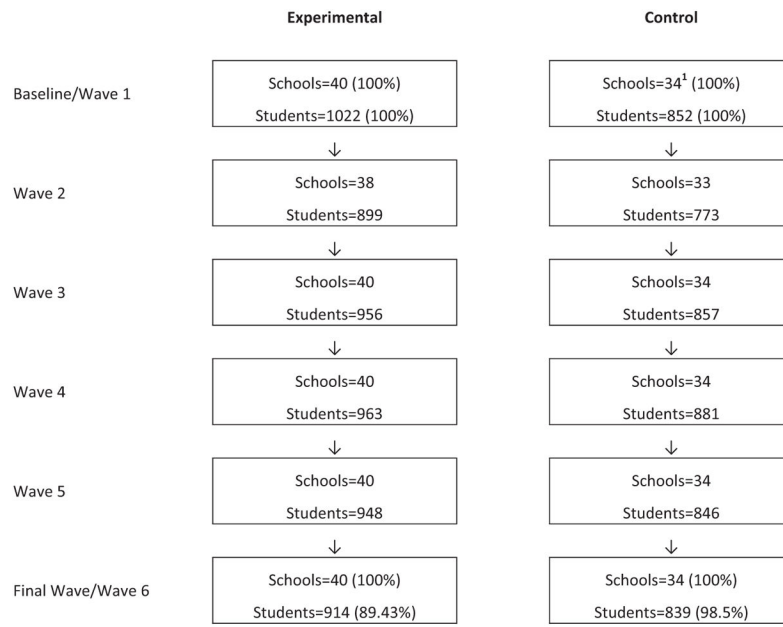 Experimental Control
Baseline/Wave 1
Schools=40 (100%)
Students=1022 (100%)
Schools=34¹ (100%)
Students=852 (100%)
Wave 2
Schools=38
Students=899
Schools=33
Students=773
Wave 3
Schools=40
Students=956
Schools=34
Students=857
Wave 4
Schools=40
Students=963
Schools=34
Students=881
Wave 5
Schools=40
Students=948
Schools=34
Students=846
Final Wave/Wave 6
Schools=40 (100%)
Students=914 (89.43%)
Schools=34 (100%)
Students=839 (98.5%)